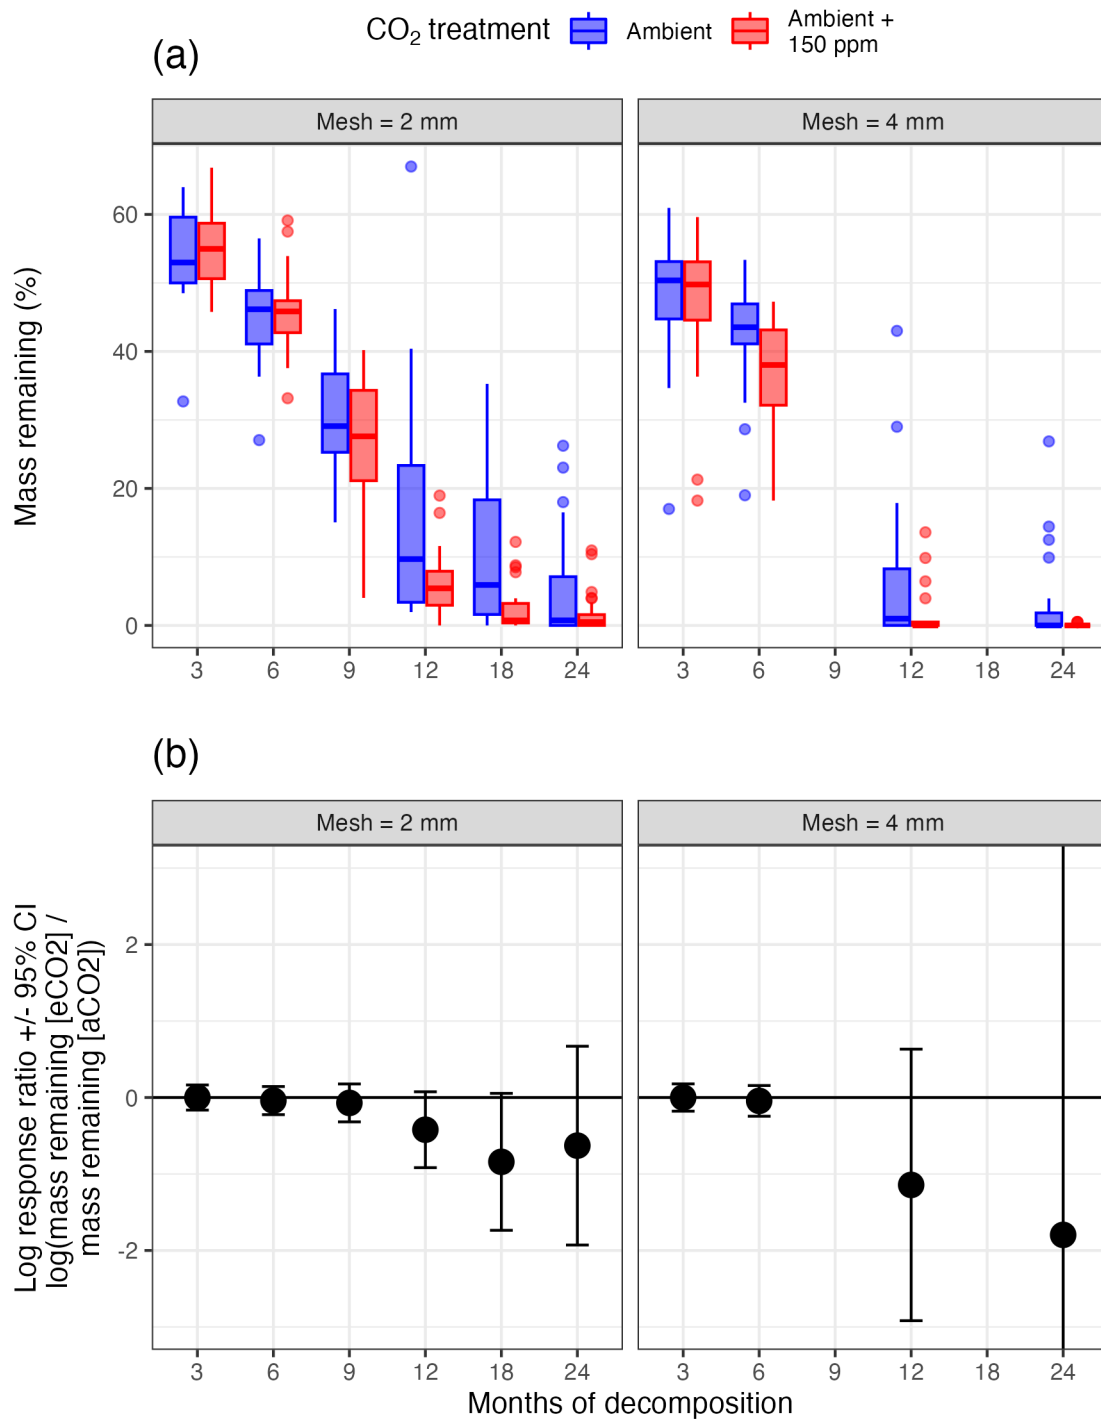 CO2 treatment Ambient Ambient +
150 ppm
(a)
Mesh = 2 mm Mesh = 4 mm
Mass remaining (%)
60
40
20
0
3 6 9 12 18 24 3 6 9 12 18 24
(b)
Mesh = 2 mm Mesh = 4 mm
Log response ratio +/- 95% CI
log(mass remaining [eCO2] /
mass remaining [aCO2])
2
0
-2
3 6 9 12 18 24 3 6 9 12 18 24
Months of decomposition